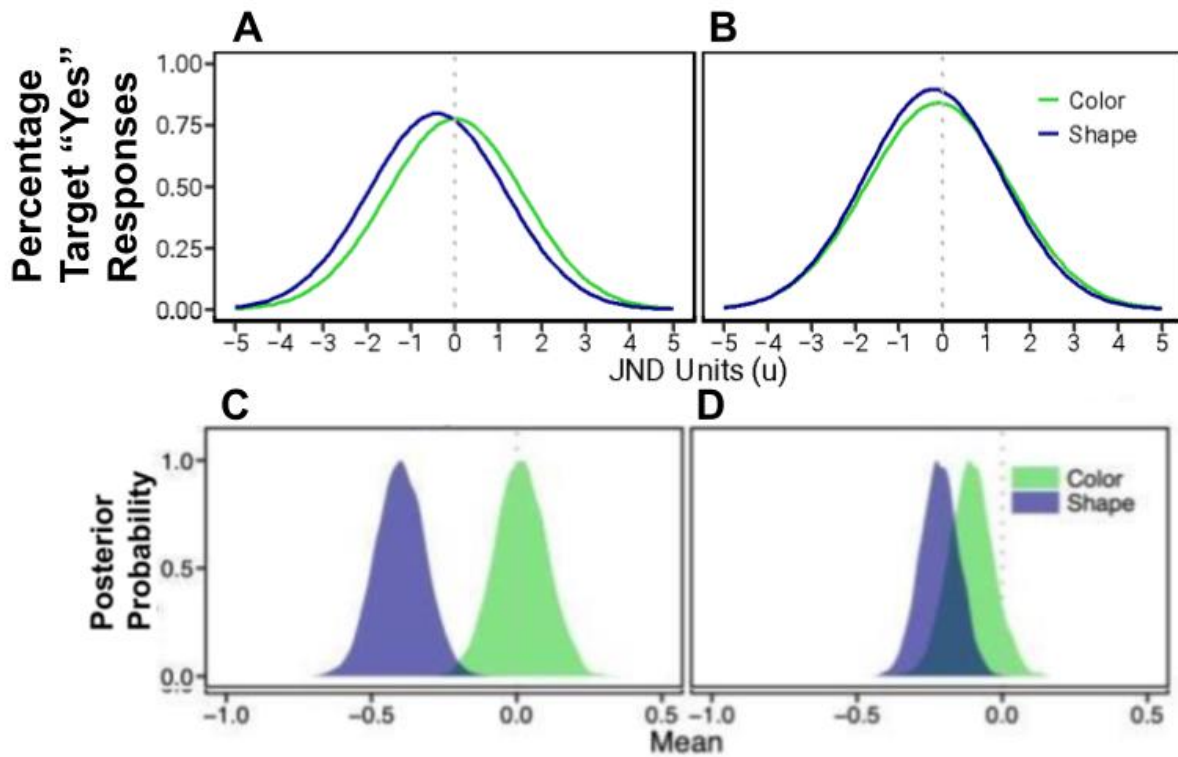 A
B
Percentage
Target “Yes”
Responses
1.00
0.75
0.50
0.25
0.00
Color
Shape
−5 −4 −3 −2 −1 0 1 2 3 4 5
−5 −4 −3 −2 −1 0 1 2 3 4 5
JND Units (u)
C
D
Posterior
Probability
1.0
0.5
0.0
Color
Shape
−1.0 −0.5 0.0 0.5
−1.0 −0.5 0.0 0.5
Mean